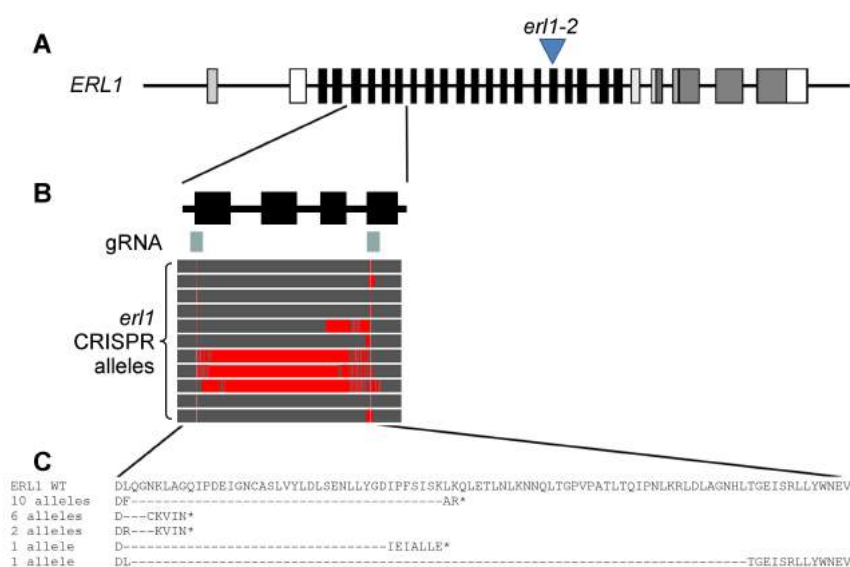 erl1-2
A
ERL1
B
gRNA
erl1
CRISPR
alleles
C
ERL1 WT DLQGNKLAGQIPDEIGNCASLVYLDLSENLLYGDIPFSISKLKQLETLNLKNNQLTGPVPATLTQIPNLKRLDLAGNHLTGEISRLLYWNEV
10 alleles DF----------------------------------------AR*
6 alleles D---CKVIN*
2 alleles DR---KVIN*
1 allele D---------------------------------IEIALLE*
1 allele DL------------------------------------------------------------------------------TGEISRLLYWNEV